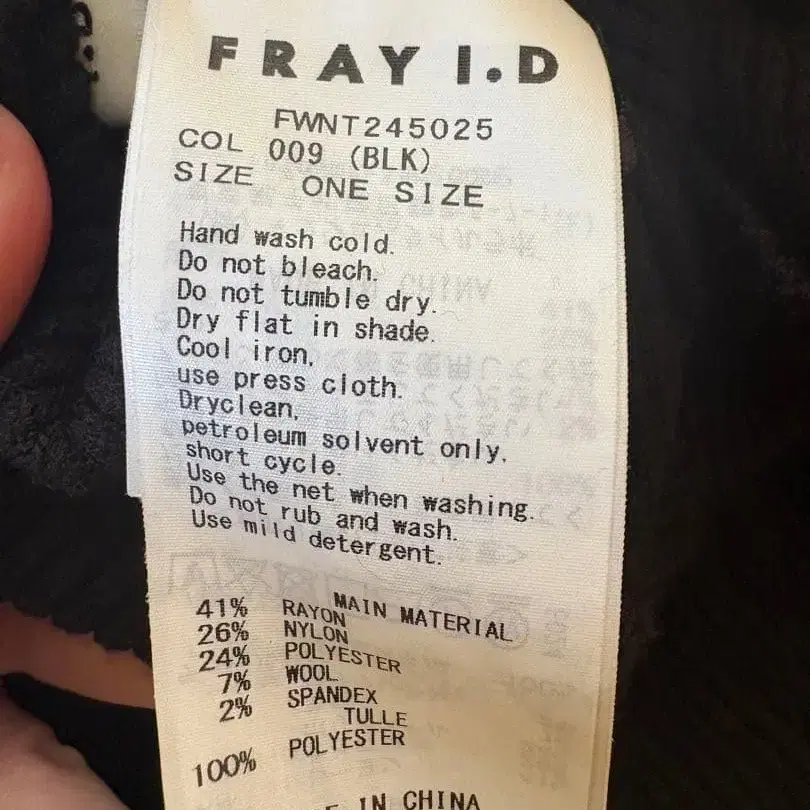 FRAY I.D
FWNT245025
COL 009 (BLK)
SIZE ONE SIZE
Hand wash cold.
Do not bleach.
Do not tumble dry.
Dry flat in shade.
Cool iron,
use press cloth.
Dryclean,
petroleum solvent only.
short cycle.
Use the net when washing.
Do not rub and wash.
Use mild detergent.
MAIN MATERIAL
41% RAYON
26% NYLON
24% POLYESTER
7% WOOL
2% SPANDEX
TULLE
100% POLYESTER
IN CHINA